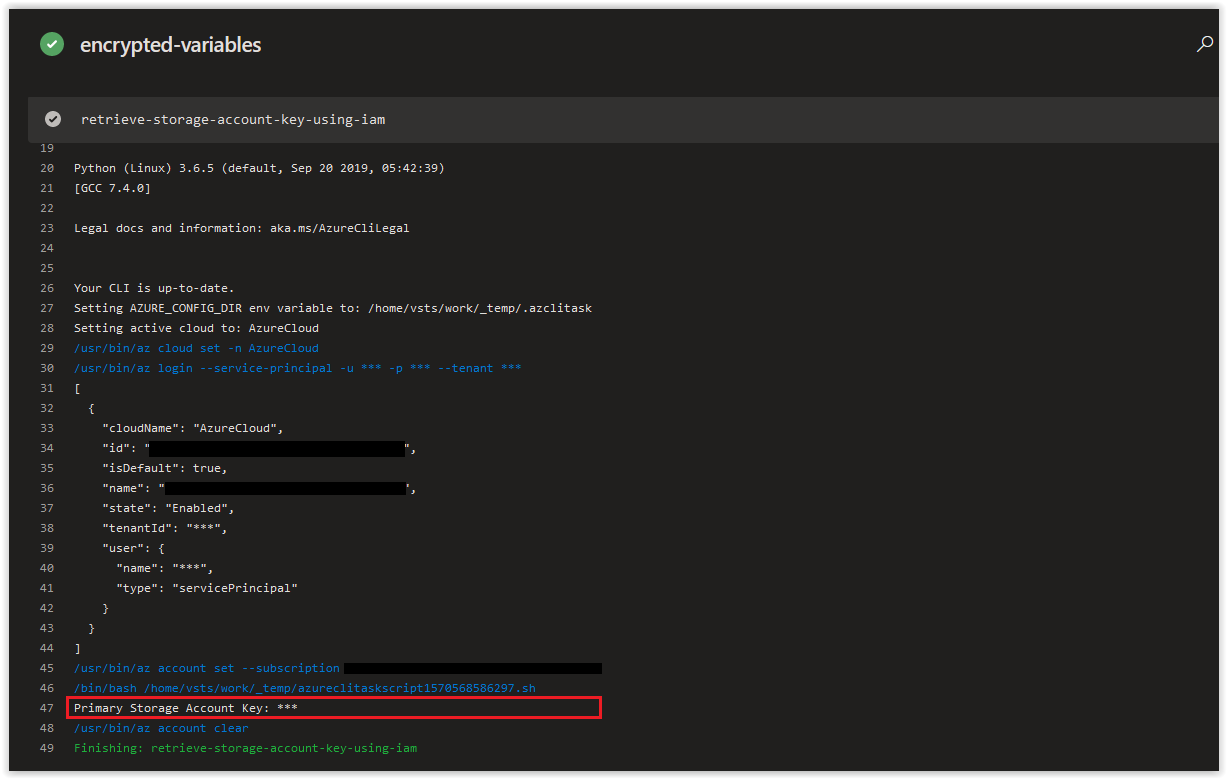 encrypted-variables
retrieve-storage-account-key-using-iam
19
20 Python (Linux) 3.6.5 (default, Sep 20 2019, 05:42:39)
21 [GCC 7.4.0]
22
23 Legal docs and information: aka.ms/AzureCliLegal
24
25
26 Your CLI is up-to-date.
27 Setting AZURE_CONFIG_DIR env variable to: /home/vsts/work/_temp/.azclitask
28 Setting active cloud to: AzureCloud
29 /usr/bin/az cloud set -n AzureCloud
30 /usr/bin/az login --service-principal -u *** -p *** --tenant ***
31 [
32 {
33 "cloudName": "AzureCloud",
34 "id": "",
35 "isDefault": true,
36 "name": "',
37 "state": "Enabled",
38 "tenantId": "***",
39 "user": {
40 "name": "***",
41 "type": "servicePrincipal"
42 }
43 }
44 ]
45 /usr/bin/az account set --subscription
46 /bin/bash /home/vsts/work/_temp/azureclitaskscript1570568586297.sh
47 Primary Storage Account Key: ***
48 /usr/bin/az account clear
49 Finishing: retrieve-storage-account-key-using-iam